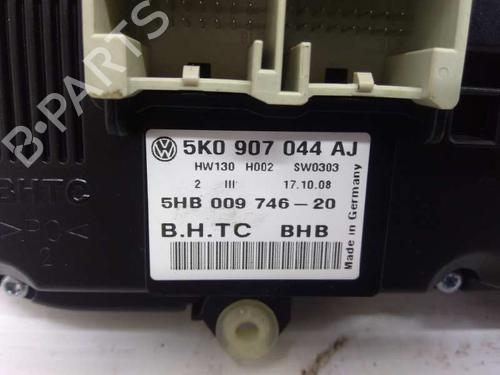 B-PARTS
5K0 907 044 AJ
HW130 H002 SW0303
2 III 17.10.08
5HB 009 746-20
B.H.TC BHB
Made in Germany
BHTC
>PC<